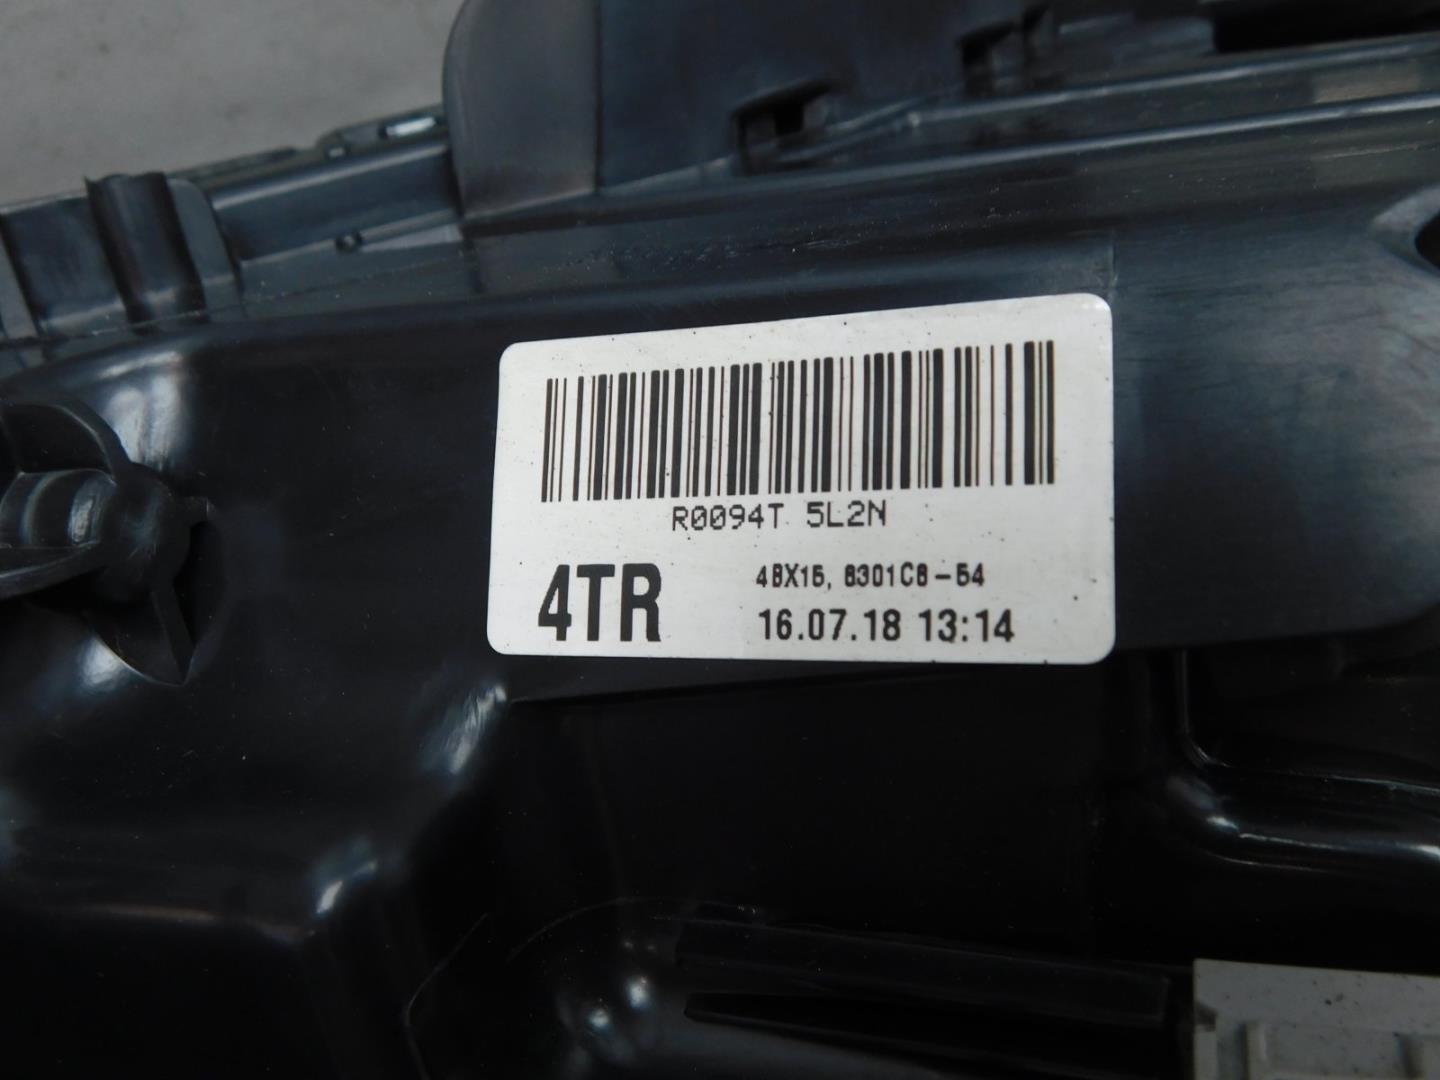 R0094T 5L2N
4TR
4BX15, 8301C8-54
16.07.18 13:14